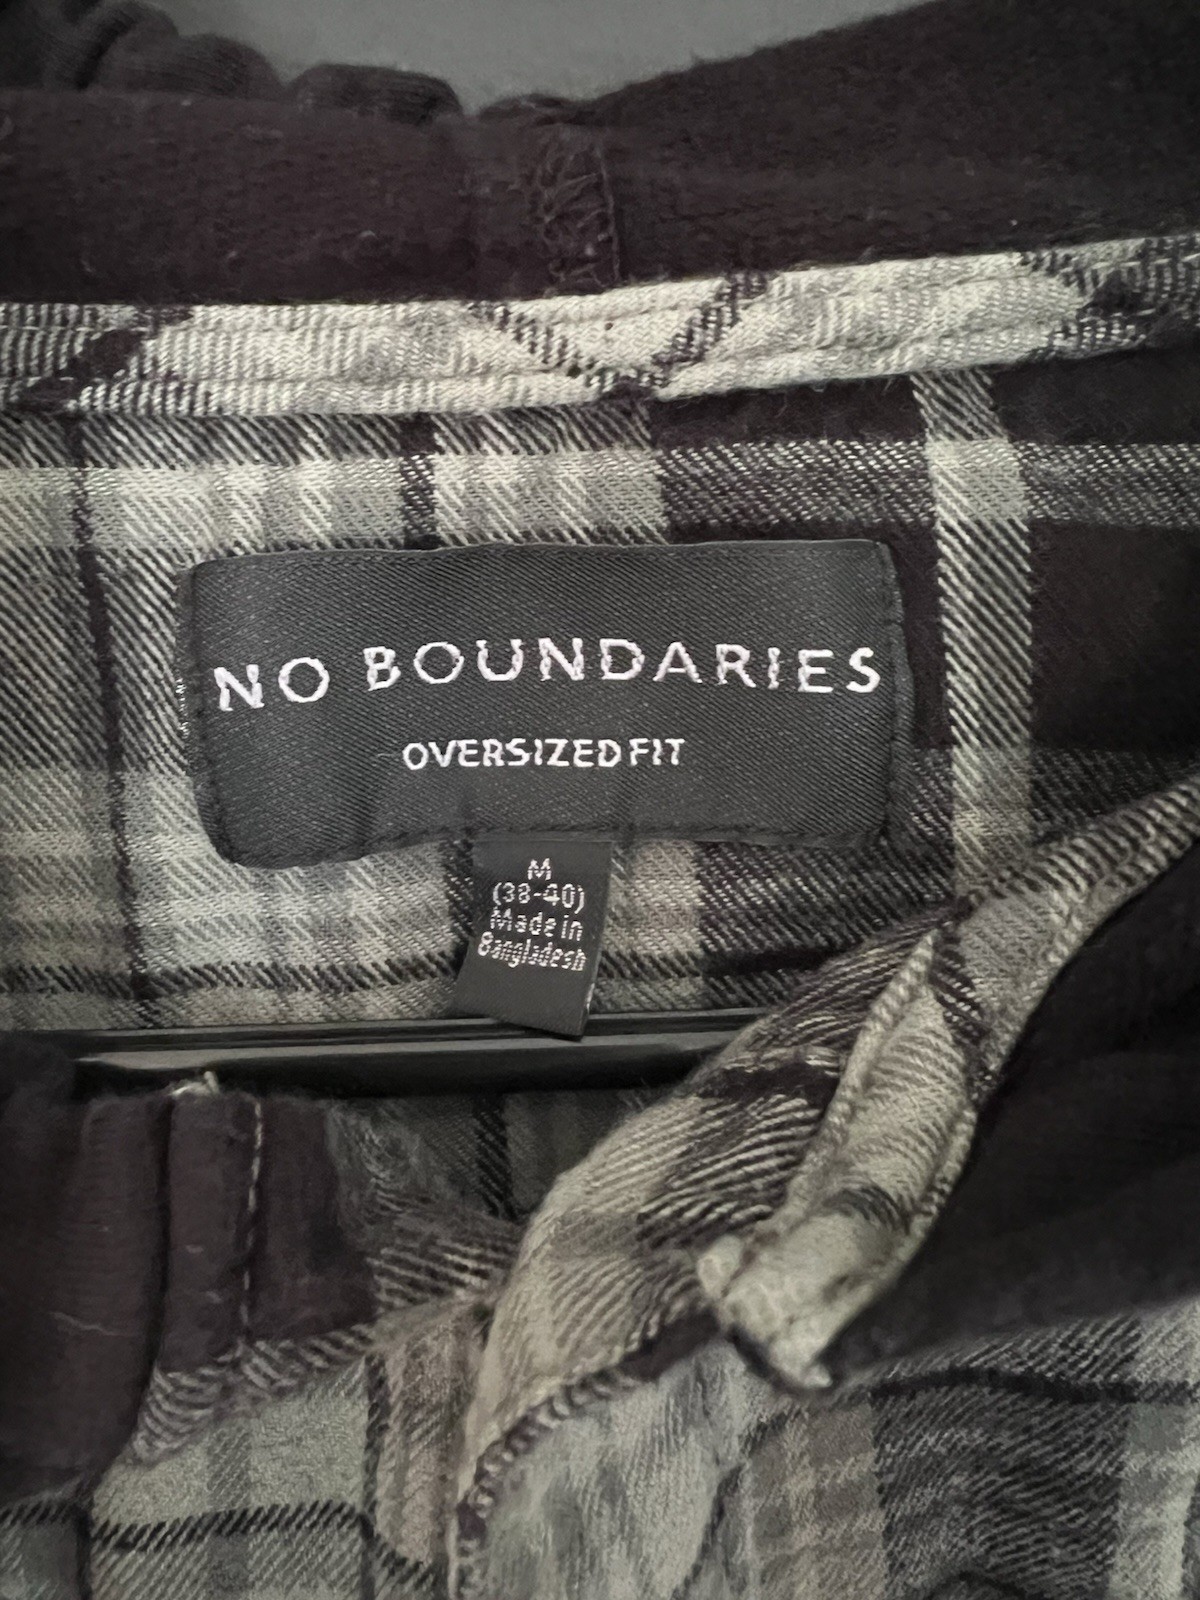 NO BOUNDARIES
OVERSIZED FIT
M
(38-40)
Made in
Bangladesh